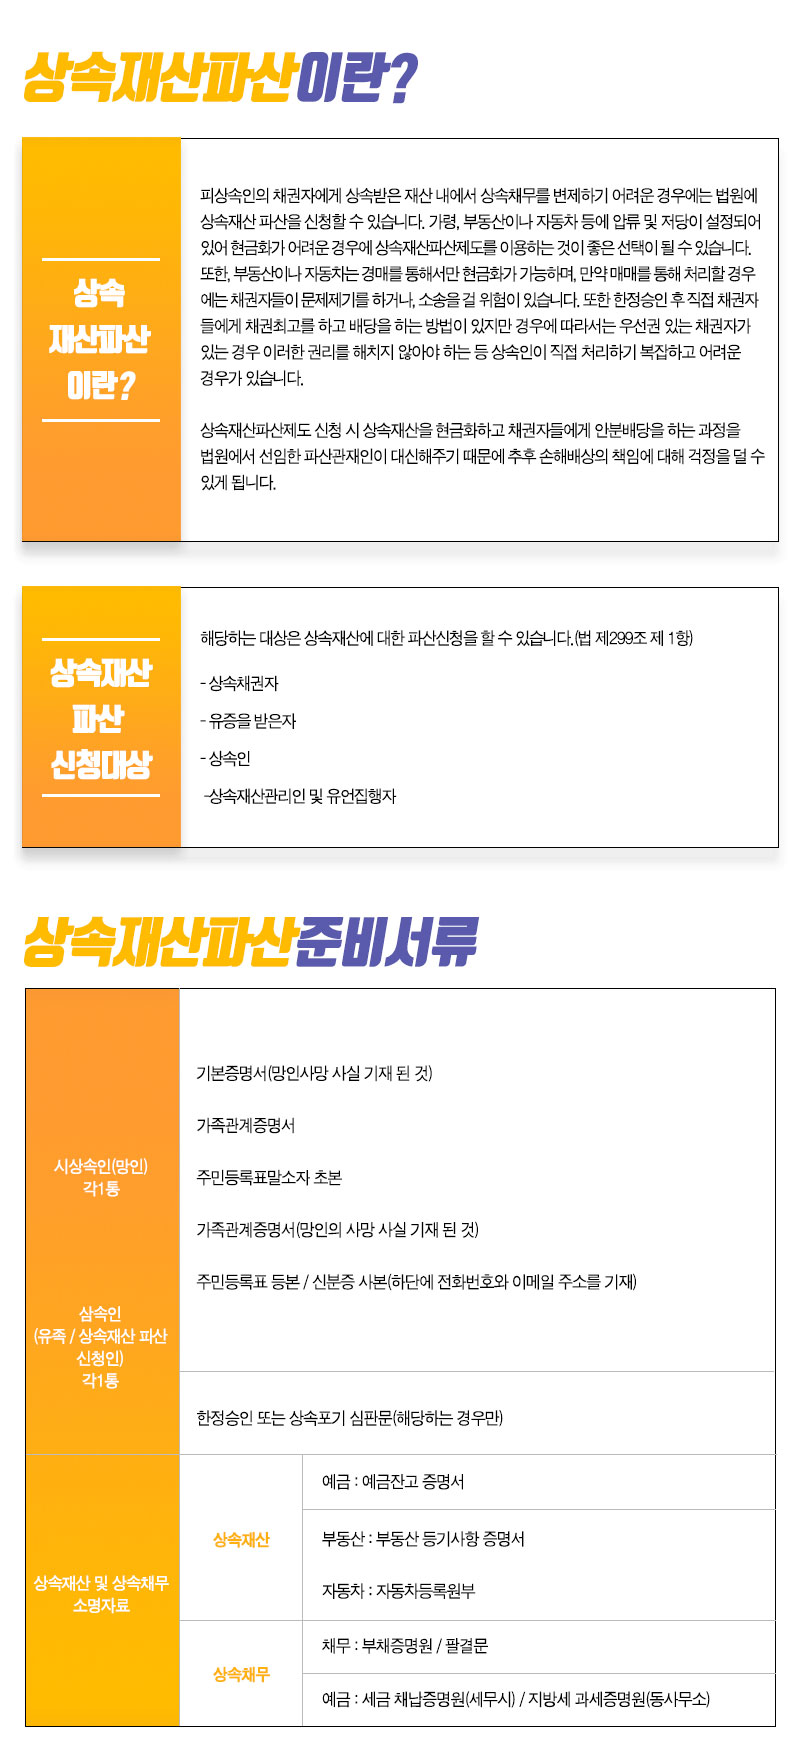 상속재산파산이란?
상속
재산파산
이란?
피상속인의 채권자에게 상속받은 재산 내에서 상속채무를 변제하기 어려운 경우에는 법원에
상속재산 파산을 신청할 수 있습니다. 가령, 부동산이나 자동차 등에 압류 및 저당이 설정되어
있어 현금화가 어려운 경우에 상속재산파산제도를 이용하는 것이 좋은 선택이 될 수 있습니다.
또한, 부동산이나 자동차는 경매를 통해서만 현금화가 가능하며, 만약 매매를 통해 처리할 경우
에는 채권자들이 문제제기를 하거나, 소송을 걸 위험이 있습니다. 또한 한정승인 후 직접 채권자
들에게 채권최고를 하고 배당을 하는 방법이 있지만 경우에 따라서는 우선권 있는 채권자가
있는 경우 이러한 권리를 해치지 않아야 하는 등 상속인이 직접 처리하기 복잡하고 어려운
경우가 있습니다.
상속재산파산제도 신청 시 상속재산을 현금화하고 채권자들에게 안분배당을 하는 과정을
법원에서 선임한 파산관재인이 대신해주기 때문에 추후 손해배상의 책임에 대해 걱정을 덜 수
있게 됩니다.
상속재산
파산
신청대상
해당하는 대상은 상속재산에 대한 파산신청을 할 수 있습니다.(법 제299조 제 1항)
- 상속채권자
- 유증을 받은자
- 상속인
-상속재산관리인 및 유언집행자
상속재산파산준비서류
시상속인(망인)
각1통
기본증명서(망인사망 사실 기재 된 것)
가족관계증명서
주민등록표말소자 초본
가족관계증명서(망인의 사망 사실 기재 된 것)
주민등록표 등본 / 신분증 사본(하단에 전화번호와 이메일 주소를 기재)
삼속인
(유족 / 상속재산 파산
신청인)
각1통
한정승인 또는 상속포기 심판문(해당하는 경우만)
상속재산 및 상속채무
소명자료
상속재산
예금 : 예금잔고 증명서
부동산 : 부동산 등기사항 증명서
자동차 : 자동차등록원부
상속채무
채무 : 부채증명원 / 팔결문
예금 : 세금 채납증명원(세무시) / 지방세 과세증명원(동사무소)